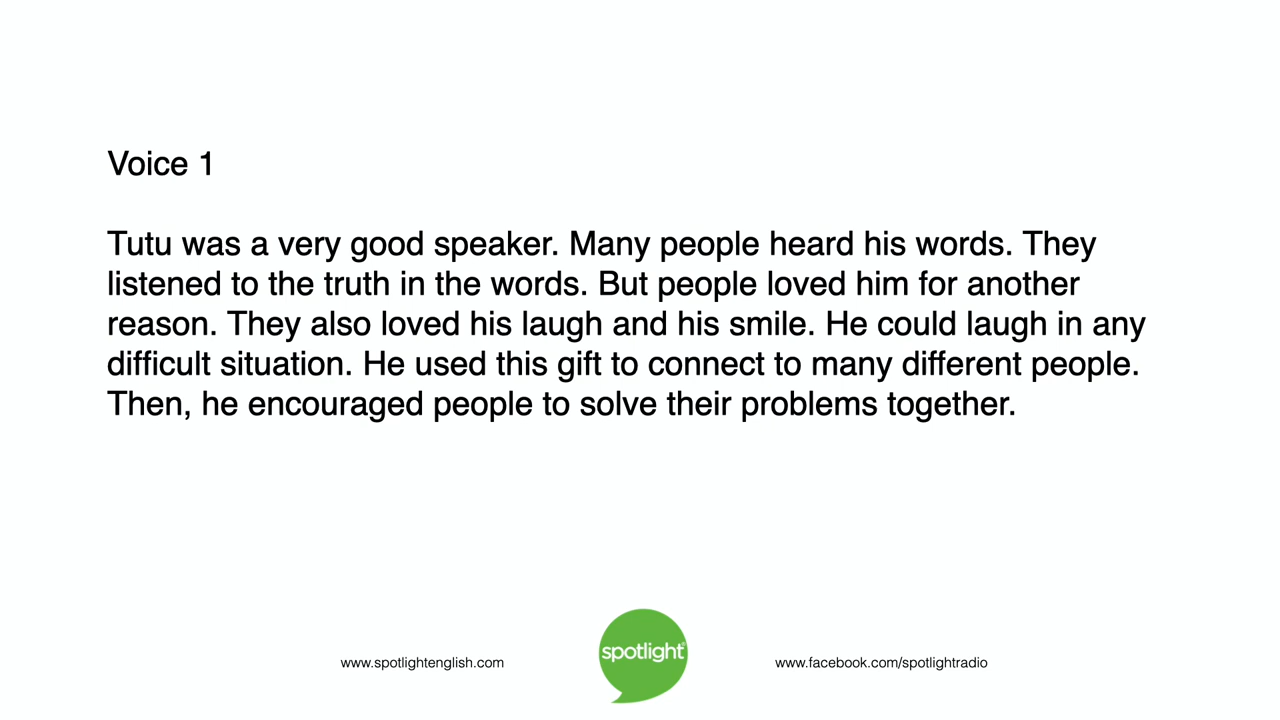 Voice 1
Tutu was a very good speaker. Many people heard his words. They
listened to the truth in the words. But people loved him for another
reason. They also loved his laugh and his smile. He could laugh in any
difficult situation. He used this gift to connect to many different people.
Then, he encouraged people to solve their problems together.
www.spotlightenglish.com
spotlight
www.facebook.com/spotlightradio